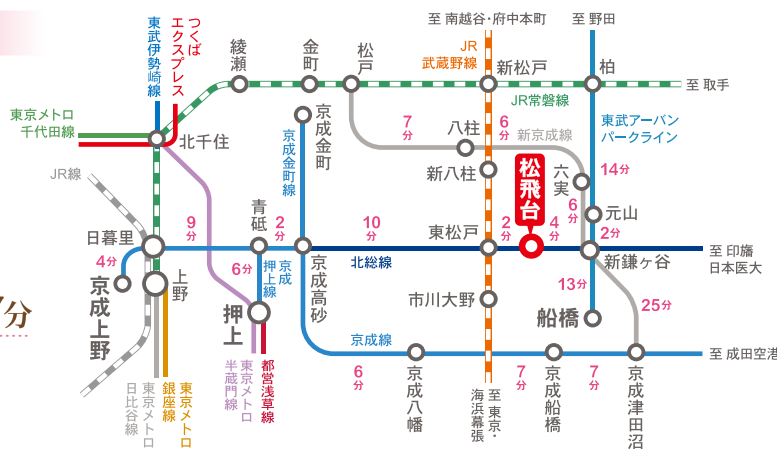 至 南越谷・府中本町
至 野田
東武伊勢崎線
つくば
エクスプレス
綾瀬
金町
松戸
JR
武蔵野線
新松戸
柏
至 取手
JR常磐線
東京メトロ
千代田線
北千住
京成金町
京成金町線
7分
八柱
6分
新京成線
東武アーバン
パークライン
JR線
新八柱
松飛台
六実
14分
6分
元山
日暮里
9分
青砥
2分
10分
東松戸
2分
4分
2分
4分
6分
京成
押上線
京成高砂
北総線
新鎌ヶ谷
至 印旛
日本医大
京成上野
上野
押上
市川大野
13分
船橋
25分
分
京成線
至 成田空港
6分
京成八幡
7分
京成船橋
7分
京成津田沼
東京メトロ
日比谷線
東京メトロ
銀座線
東京メトロ
半蔵門線
都営浅草線
至 東京・
海浜幕張